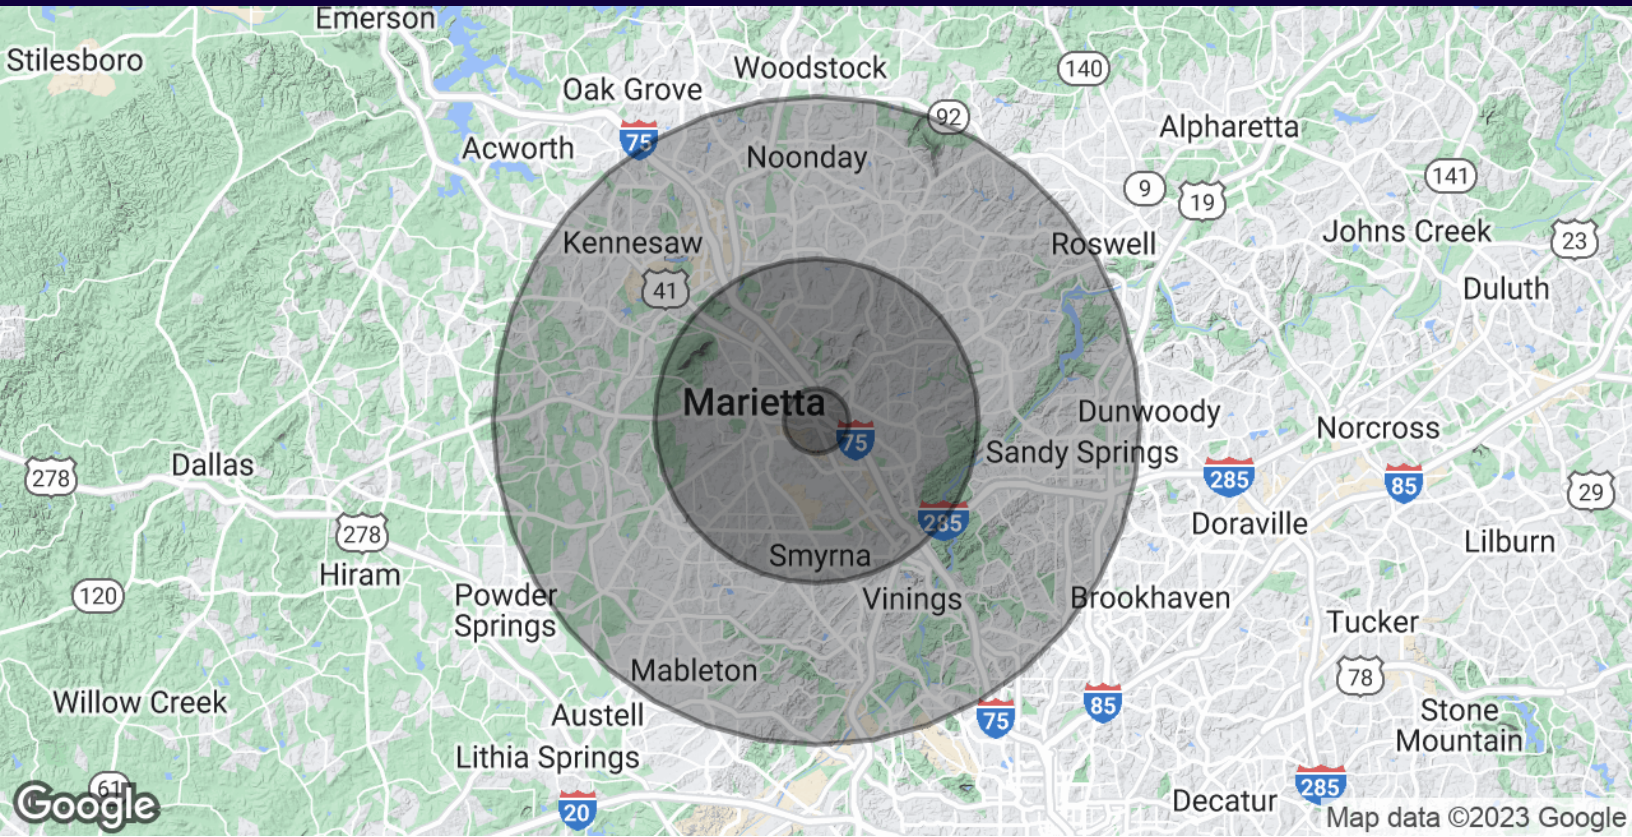 Emerson
Stilesboro
Woodstock
140
Oak Grove
92
75
Alpharetta
Acworth
Noonday
141
9
19
Johns Creek
23
Kennesaw
Roswell
41
Duluth
Marietta
Dunwoody
Norcross
75
Sandy Springs
Dallas
278
285
85
29
285
Doraville
278
Lilburn
Smyrna
Hiram
120
Powder
Springs
Vinings
Brookhaven
Tucker
Mableton
78
Willow Creek
Austell
75
85
Stone
Mountain
Lithia Springs
61
285
Google
20
Decatur
Map data ©2023 Google